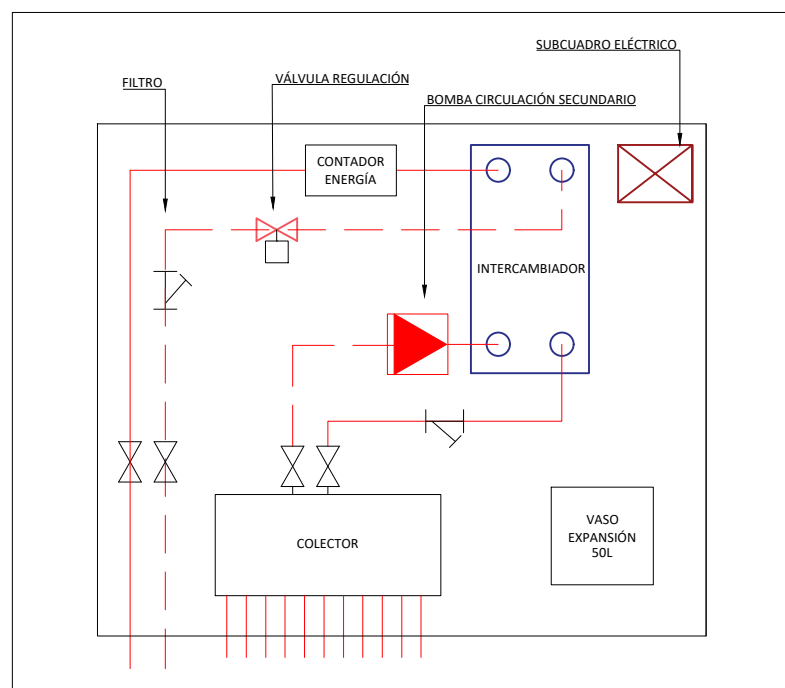 SUBCUADRO ELÉCTRICO
FILTRO
VÁLVULA REGULACIÓN
BOMBA CIRCULACIÓN SECUNDARIO
CONTADOR
ENERGÍA
INTERCAMBIADOR
COLECTOR
VASO
EXPANSIÓN
50L